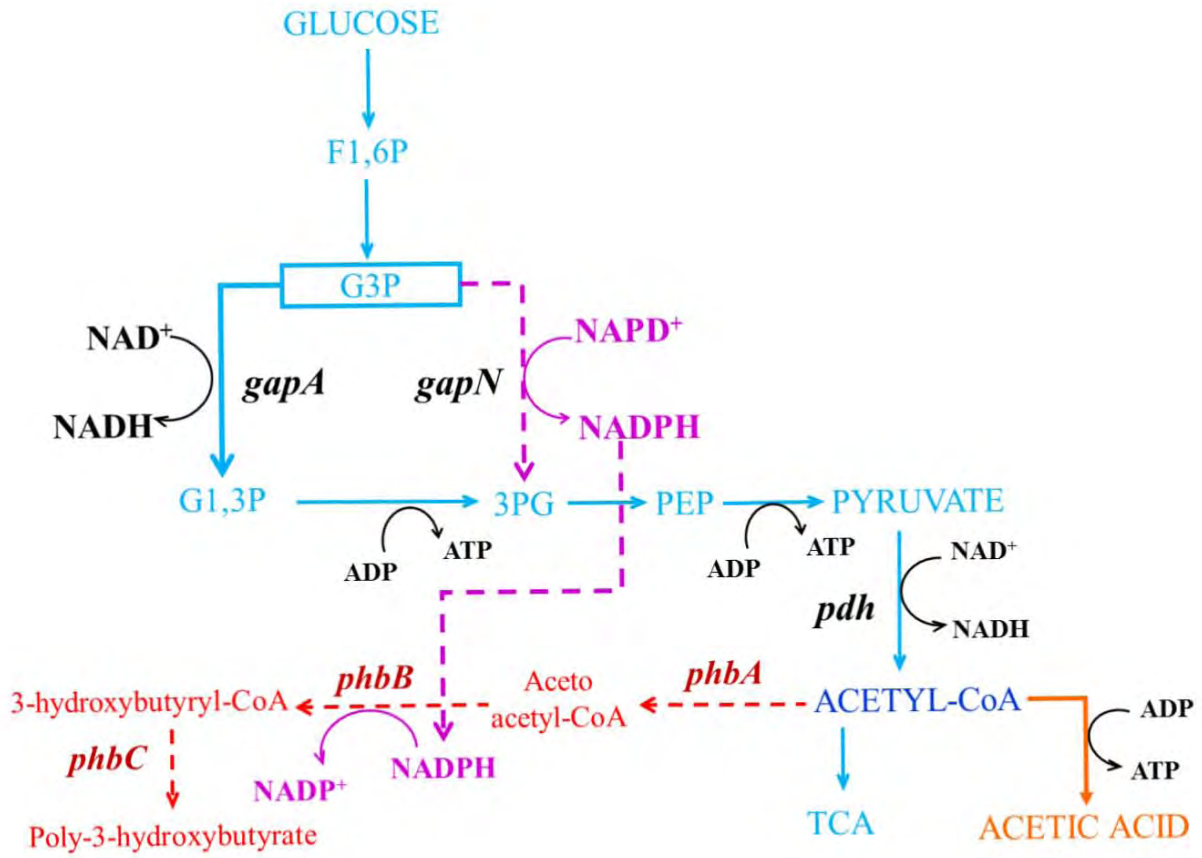 GLUCOSE
F1,6P
G3P
NAD⁺
NAPD⁺
gapA
gapN
NADH
NADPH
G1,3P
3PG
PEP
PYRUVATE
ADP
ATP
ADP
ATP
NAD⁺
pdh
NADH
3-hydroxybutyryl-CoA
phbB
Aceto
acetyl-CoA
phbA
ACETYL-CoA
ADP
phbC
NADP⁺
NADPH
ATP
Poly-3-hydroxybutyrate
TCA
ACETIC ACID